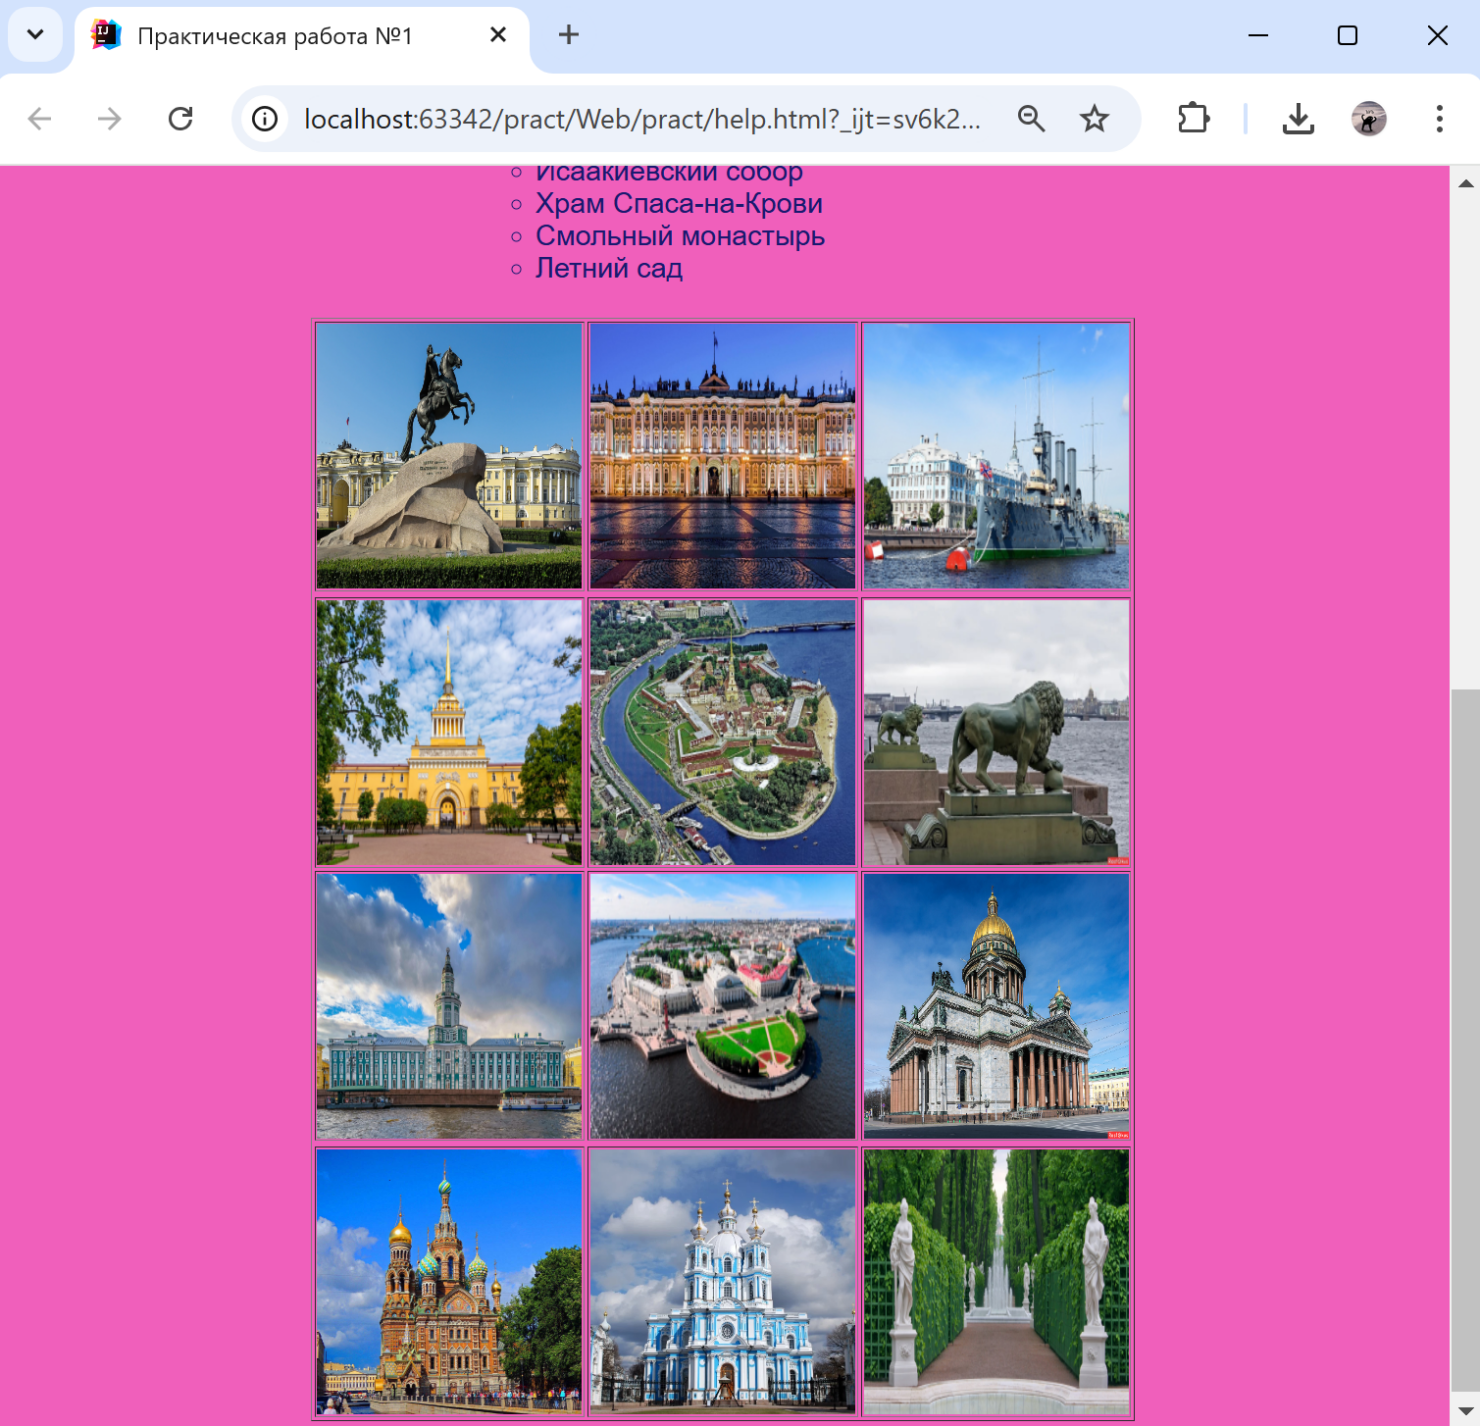 Практическая работа №1
localhost:63342/pract/Web/pract/help.html?_ijt=sv6k2...
Исаакиевский собор
Храм Спаса-на-Крови
Смольный монастырь
Летний сад